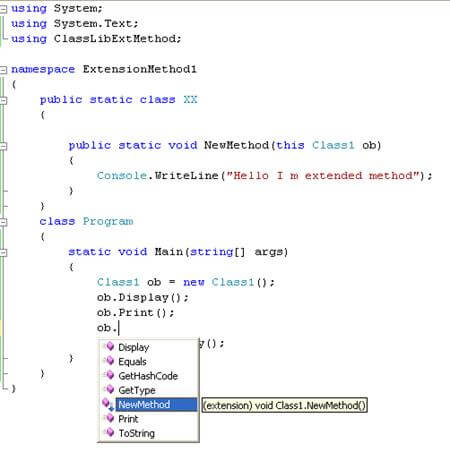 using System;
using System.Text;
using ClassLibExtMethod;
namespace ExtensionMethod1
{
public static class XX
{
public static void NewMethod(this Class1 ob)
{
Console.WriteLine("Hello I m extended method");
}
}
class Program
{
static void Main(string[] args)
{
Class1 ob = new Class1();
ob.Display();
ob.Print();
ob.
y();
}
}
}
Display
Equals
GetHashCode
GetType
NewMethod
(extension) void Class1.NewMethod()
Print
ToString